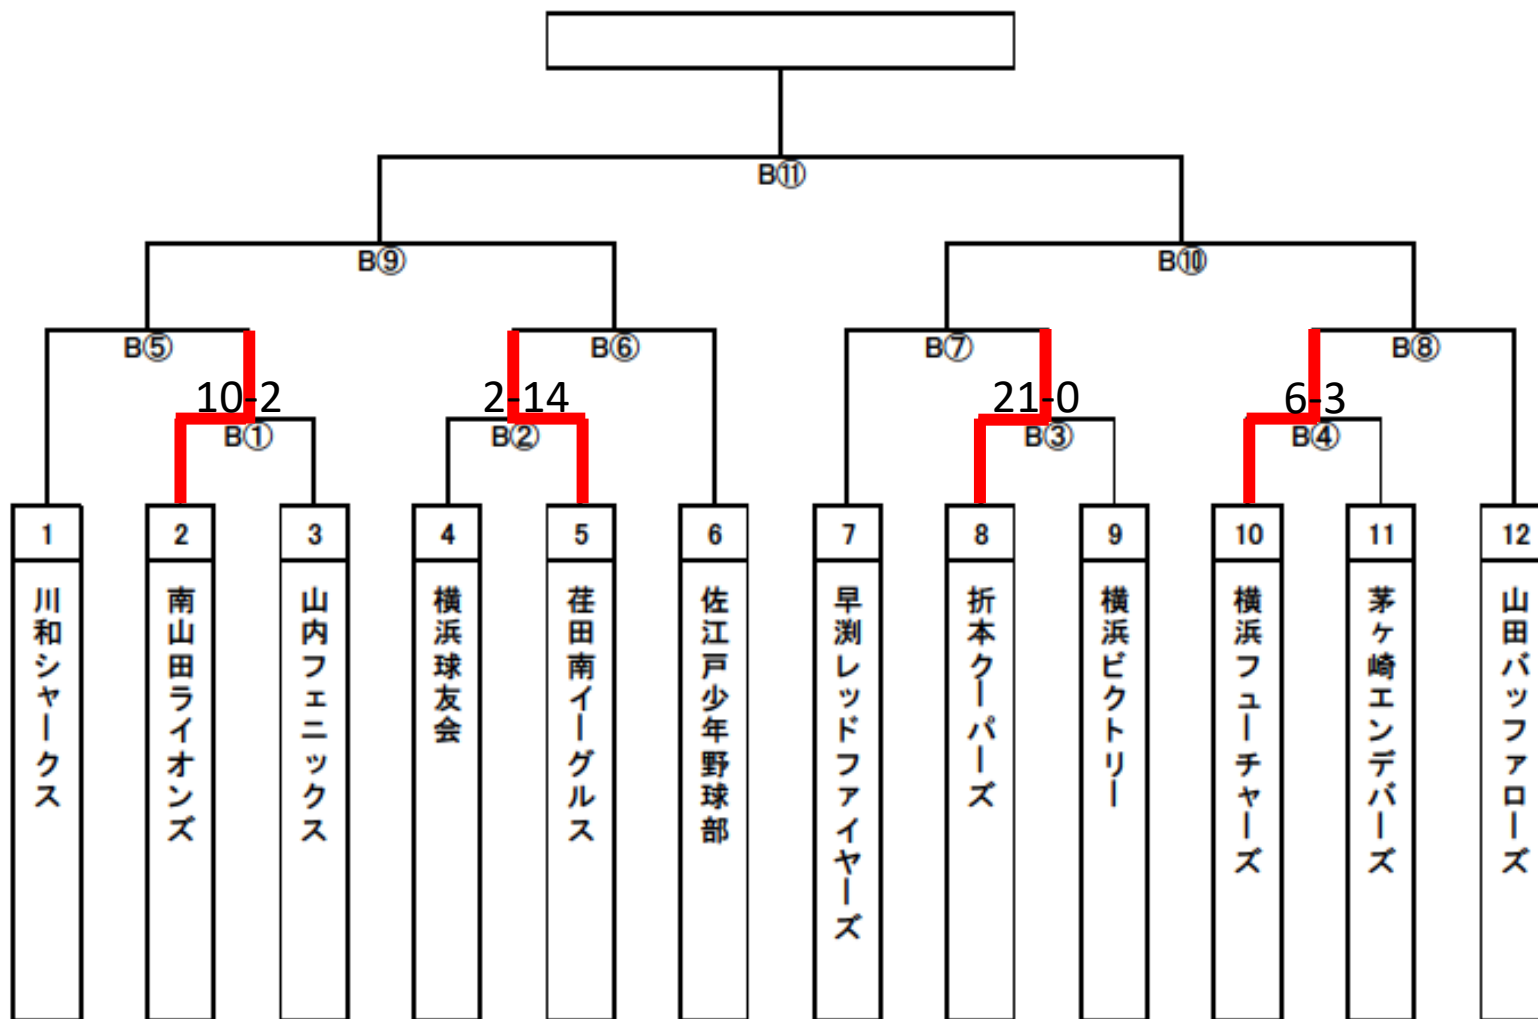 B⑪
B⑨
B⑩
B⑤
B⑥
B⑦
B⑧
10-2
2-14
21-0
6-3
B①
B②
B③
B④
1
2
3
4
5
6
7
8
9
10
11
12
川和シャークス
南山田ライオンズ
山内フェニックス
横浜球友会
荏田南イーグルス
佐江戸少年野球部
早渕レッドファイヤーズ
折本クーパーズ
横浜ビクトリー
横浜フューチャーズ
茅ヶ崎エンデバーズ
山田バッファローズ